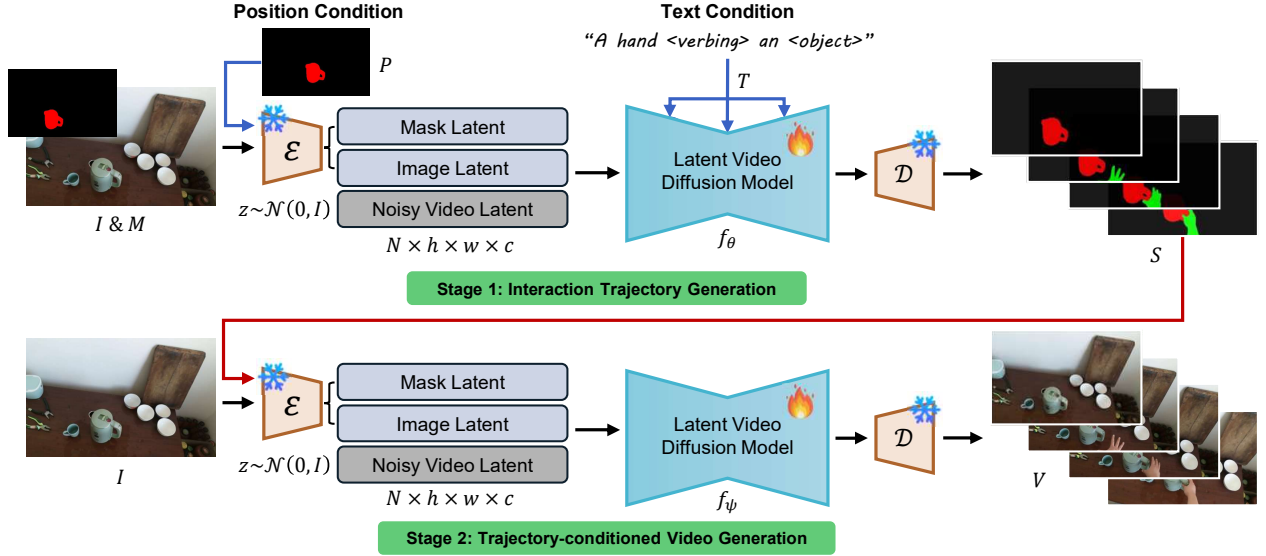 Position Condition
Text Condition
“A hand <verbing> an <object>”
P
T
ℰ
Mask Latent
Image Latent
Noisy Video Latent
Latent Video
Diffusion Model
𝒟
I & M
z~𝒩(0, I)
N × h × w × c
f_θ
S
Stage 1: Interaction Trajectory Generation
ℰ
Mask Latent
Image Latent
Noisy Video Latent
Latent Video
Diffusion Model
𝒟
I
z~𝒩(0, I)
N × h × w × c
f_ψ
V
Stage 2: Trajectory-conditioned Video Generation